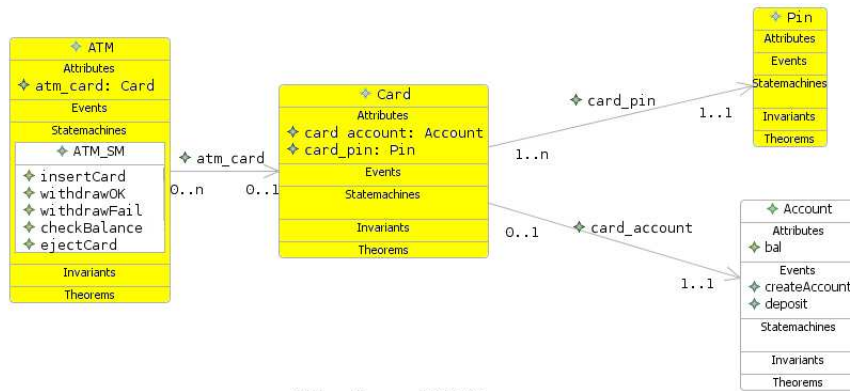 ATM
Attributes
atm_card: Card
Events
Statemachines
ATM_SM
insertCard
withdrawOK
withdrawFail
checkBalance
ejectCard
Invariants
Theorems
atm_card
0..n
0..1
Card
Attributes
card account: Account
card_pin: Pin
Events
Statemachines
Invariants
Theorems
card_pin
1..n
1..1
Pin
Attributes
Events
Statemachines
Invariants
Theorems
card_account
0..1
1..1
Account
Attributes
bal
Events
createAccount
deposit
Statemachines
Invariants
Theorems